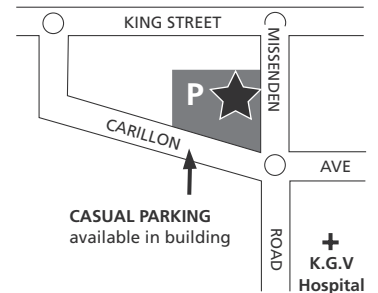 KING STREET
MISSENDEN
P
CARILLON
AVE
CASUAL PARKING
available in building
ROAD
K.G.V
Hospital